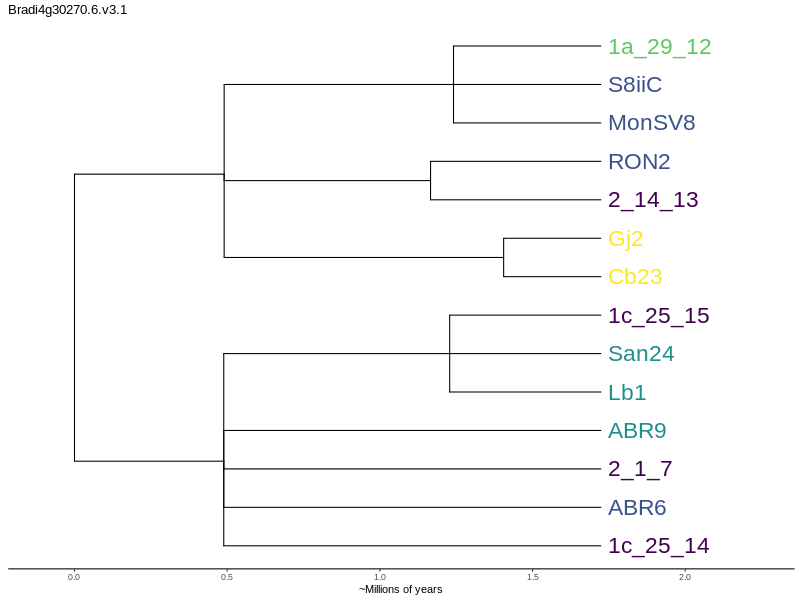 Bradi4g30270.6.v3.1
1a_29_12
S8iiC
MonSV8
RON2
2_14_13
Gj2
Cb23
1c_25_15
San24
Lb1
ABR9
2_1_7
ABR6
1c_25_14
0.0 0.5 1.0 1.5 2.0
~Millions of years